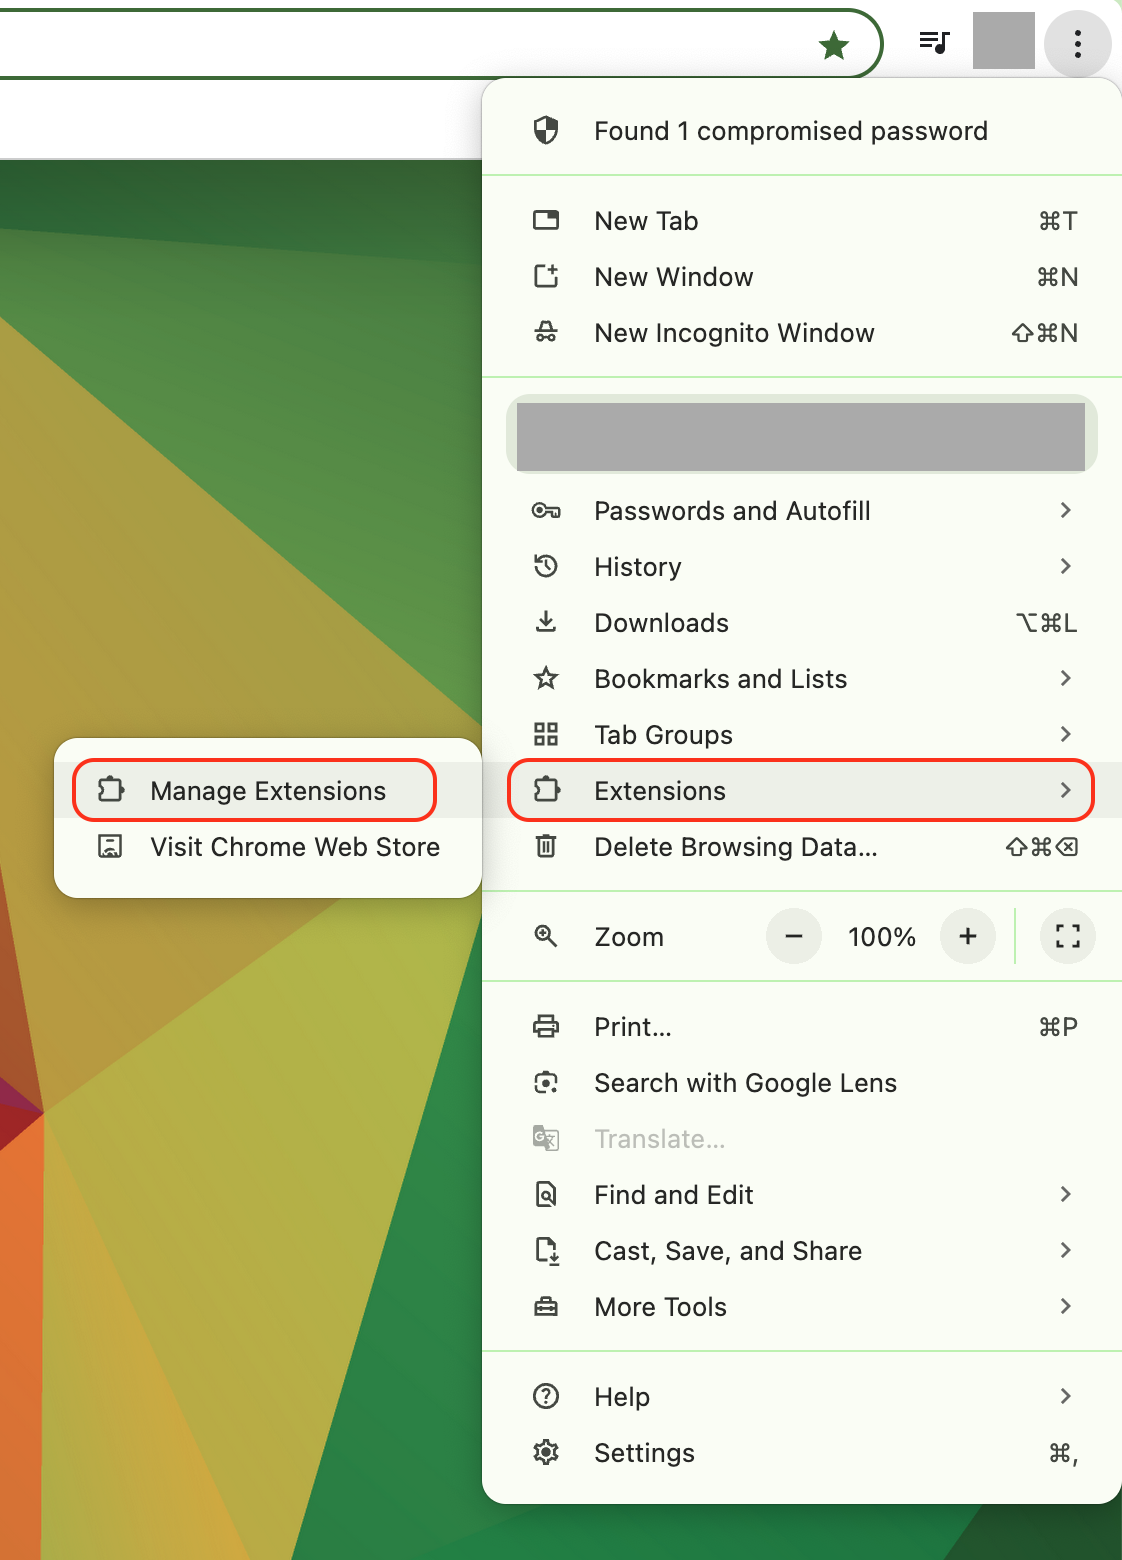 Found 1 compromised password
New Tab ⌘T
New Window ⌘N
New Incognito Window ⇧⌘N
Passwords and Autofill
History
Downloads ⌥⌘L
Bookmarks and Lists
Tab Groups
Manage Extensions
Visit Chrome Web Store
Extensions
Delete Browsing Data... ⇧⌘⌫
Zoom − 100% +
Print... ⌘P
Search with Google Lens
Translate...
Find and Edit
Cast, Save, and Share
More Tools
Help
Settings ⌘,